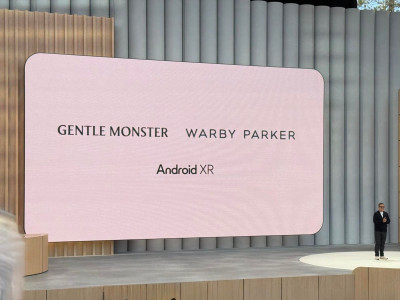 GENTLE MONSTER WARBY PARKER
Android XR